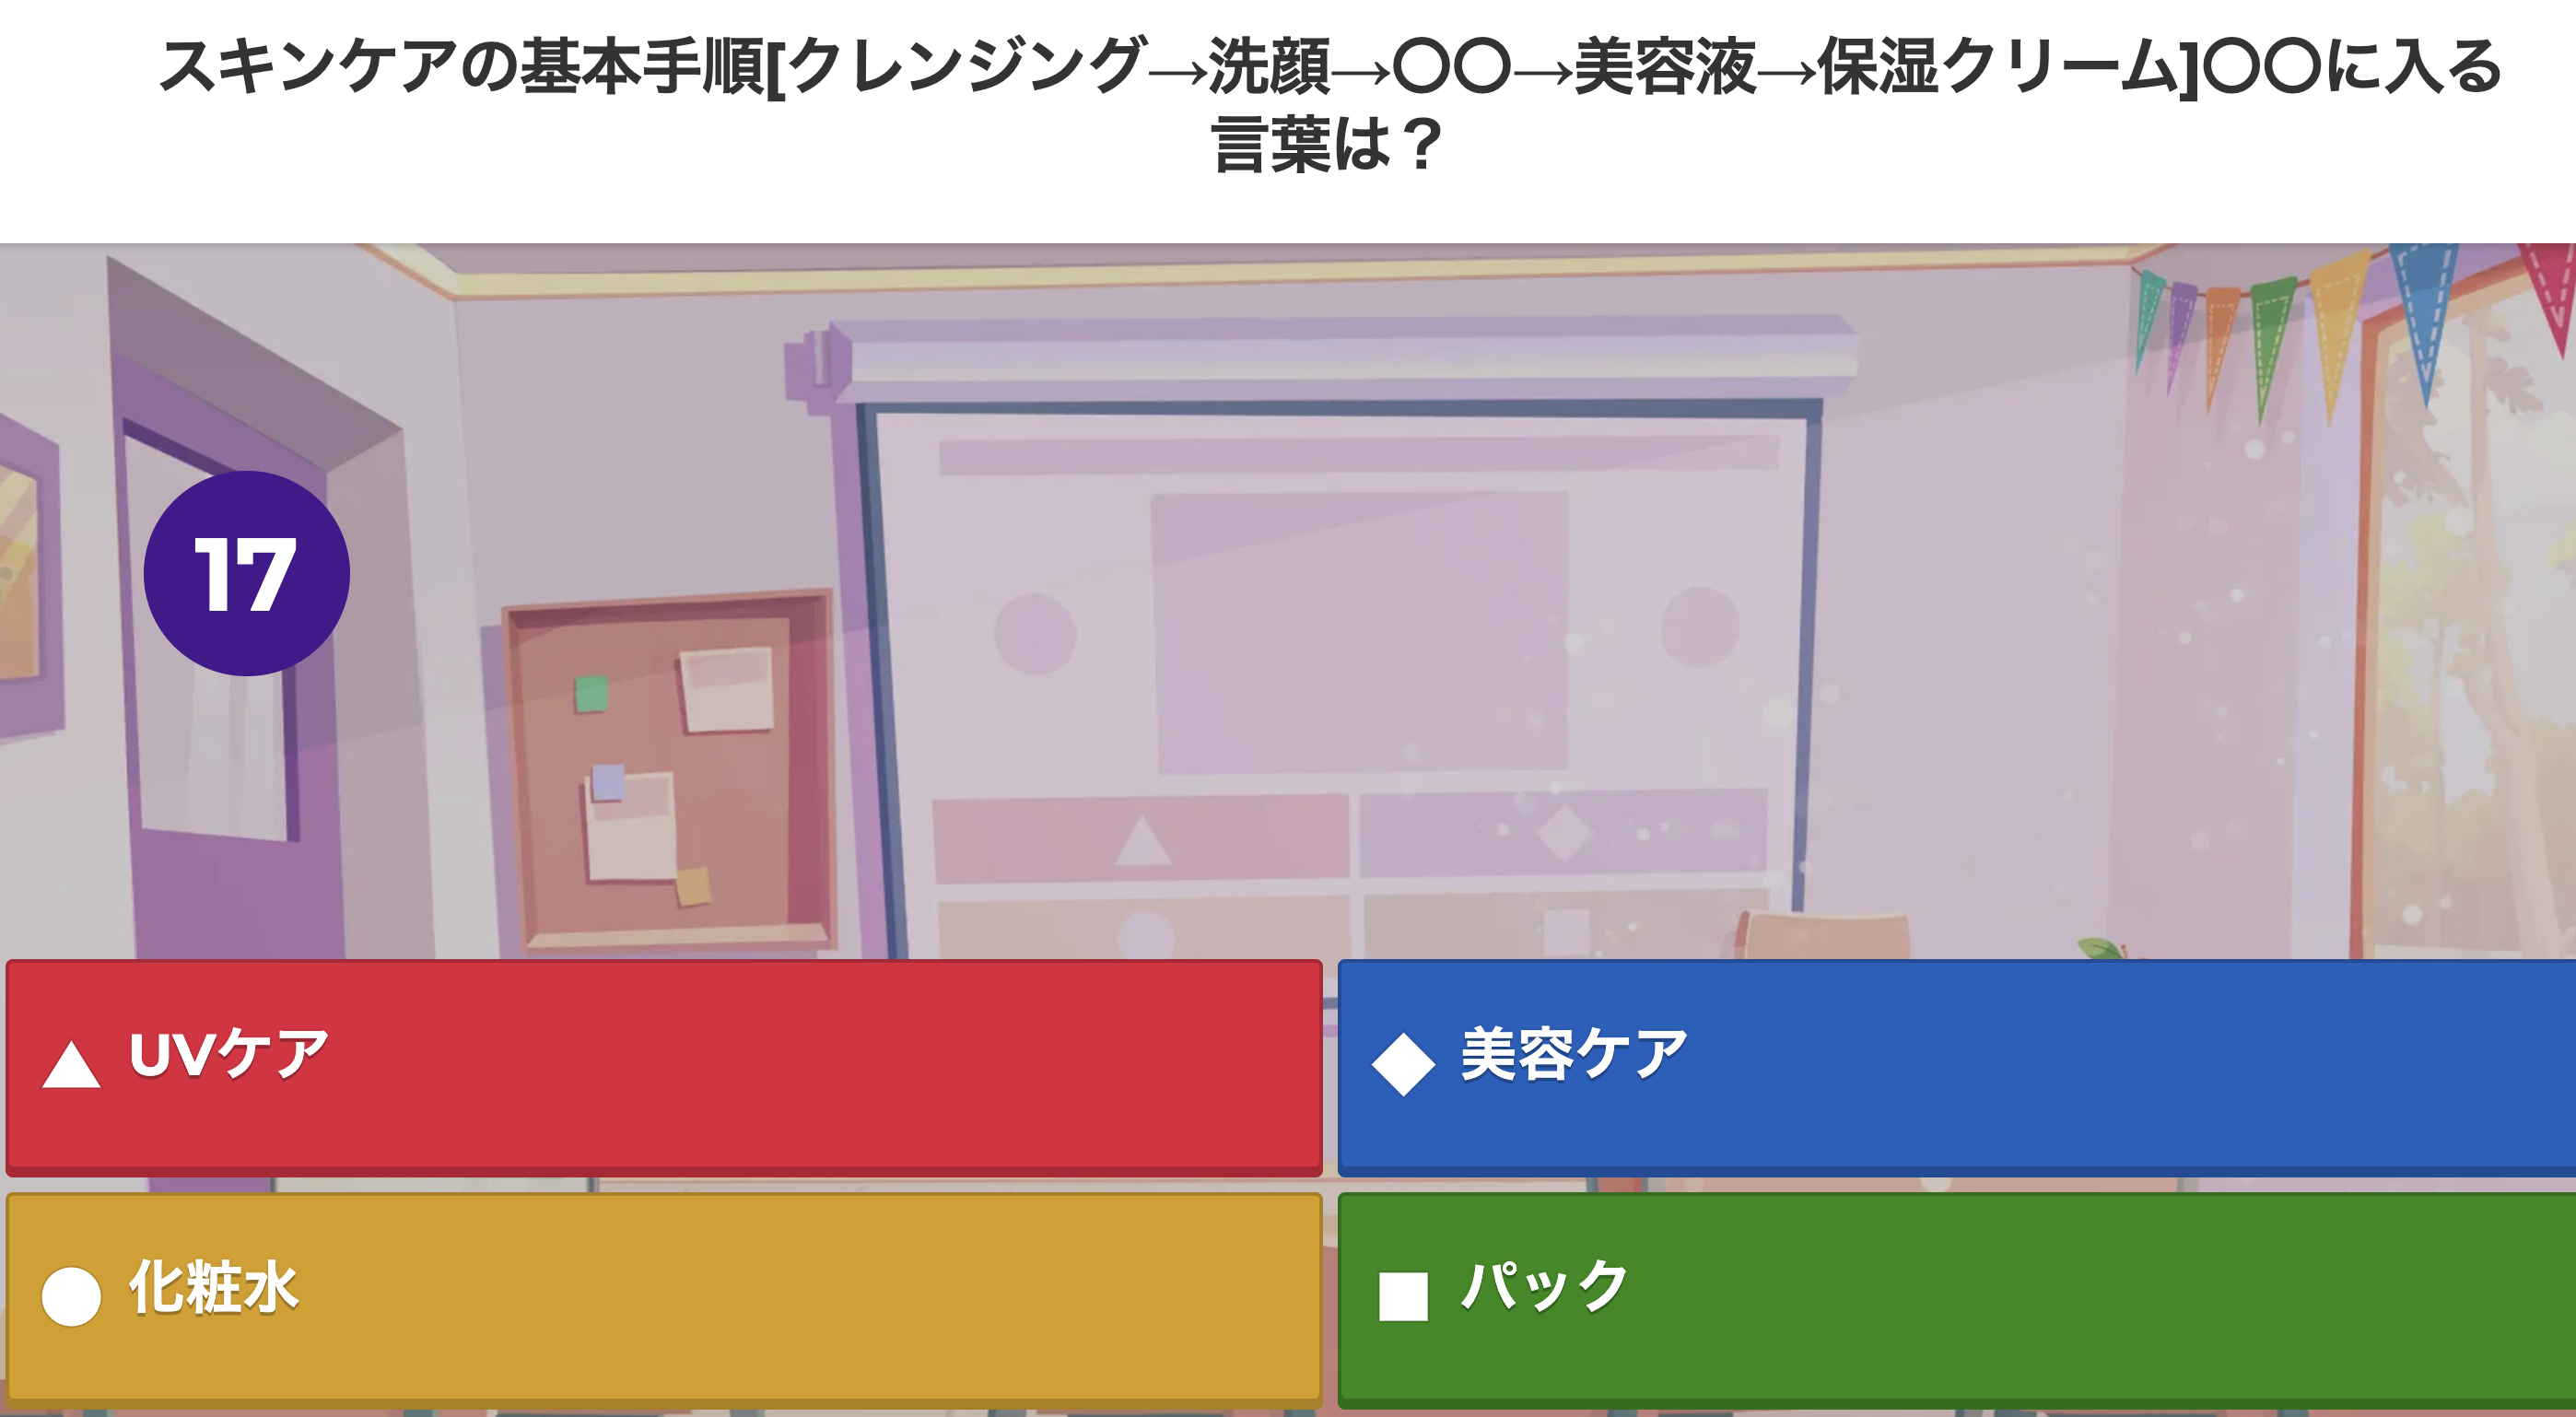 スキンケアの基本手順[クレンジング→洗顔→〇〇→美容液→保湿クリーム]〇〇に入る
言葉は？
17
UVケア
美容ケア
化粧水
パック